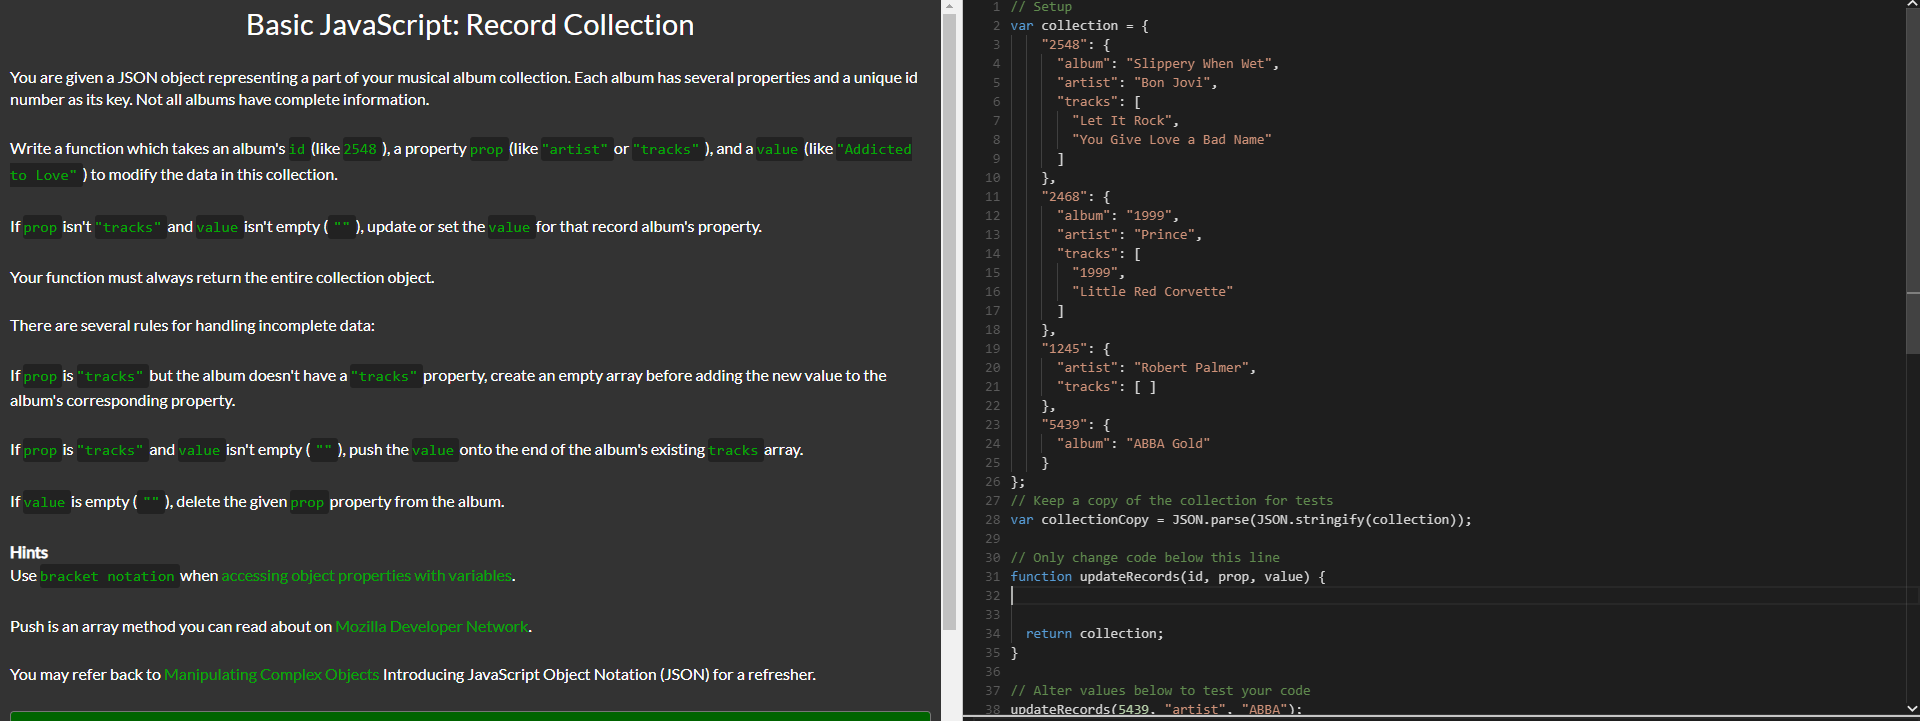 Basic JavaScript: Record Collection
You are given a JSON object representing a part of your musical album collection. Each album has several properties and a unique id
number as its key. Not all albums have complete information.
Write a function which takes an album's id (like 2548 ), a property prop (like "artist" or "tracks" ), and a value (like "Addicted
to Love" ) to modify the data in this collection.
If prop isn't "tracks" and value isn't empty ( "" ), update or set the value for that record album's property.
Your function must always return the entire collection object.
There are several rules for handling incomplete data:
If prop is "tracks" but the album doesn't have a "tracks" property, create an empty array before adding the new value to the
album's corresponding property.
If prop is "tracks" and value isn't empty ( "" ), push the value onto the end of the album's existing tracks array.
If value is empty ( "" ), delete the given prop property from the album.
Hints
Use bracket notation when accessing object properties with variables.
Push is an array method you can read about on Mozilla Developer Network.
You may refer back to Manipulating Complex Objects Introducing JavaScript Object Notation (JSON) for a refresher.
1 // Setup
2 var collection = {
3 "2548": {
4 "album": "Slippery When Wet",
5 "artist": "Bon Jovi",
6 "tracks": [
7 "Let It Rock",
8 "You Give Love a Bad Name"
9 ]
10 },
11 "2468": {
12 "album": "1999",
13 "artist": "Prince",
14 "tracks": [
15 "1999",
16 "Little Red Corvette"
17 ]
18 },
19 "1245": {
20 "artist": "Robert Palmer",
21 "tracks": [ ]
22 },
23 "5439": {
24 "album": "ABBA Gold"
25 }
26 };
27 // Keep a copy of the collection for tests
28 var collectionCopy = JSON.parse(JSON.stringify(collection));
29
30 // Only change code below this line
31 function updateRecords(id, prop, value) {
32
33
34 return collection;
35 }
36
37 // Alter values below to test your code
38 updateRecords(5439, "artist", "ABBA");